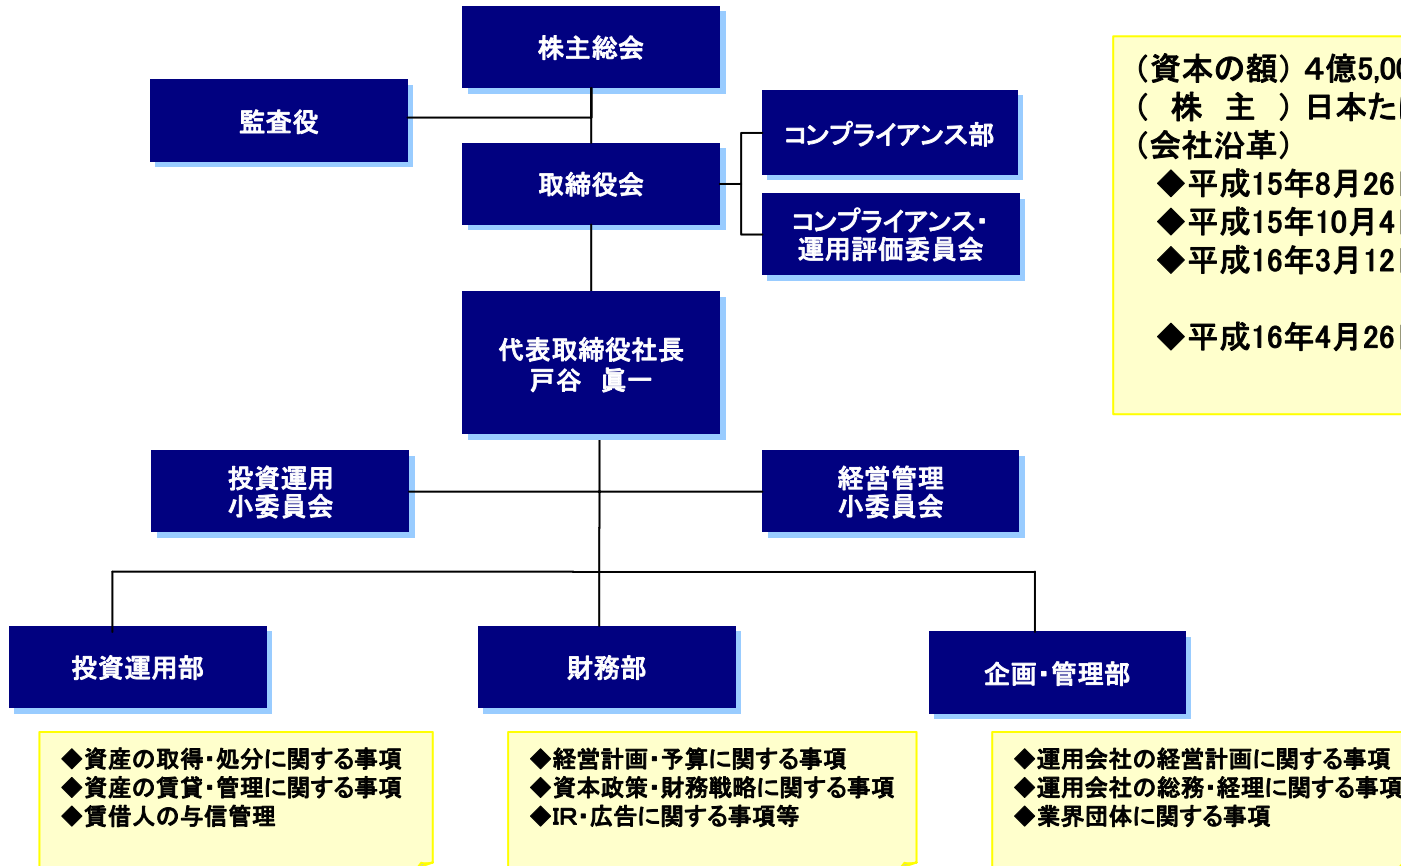 株主総会
監査役
コンプライアンス部
取締役会
コンプライアンス・
運用評価委員会
代表取締役社長
戸谷　眞一
(資本の額) 4億5,00
( 株 主 ) 日本た
(会社沿革)
◆平成15年8月26
◆平成15年10月4
◆平成16年3月12
◆平成16年4月26
投資運用
小委員会
経営管理
小委員会
投資運用部
財務部
企画・管理部
◆資産の取得・処分に関する事項
◆資産の賃貸・管理に関する事項
◆賃借人の与信管理
◆経営計画・予算に関する事項
◆資本政策・財務戦略に関する事項
◆IR・広告に関する事項等
◆運用会社の経営計画に関する事項
◆運用会社の総務・経理に関する事項
◆業界団体に関する事項